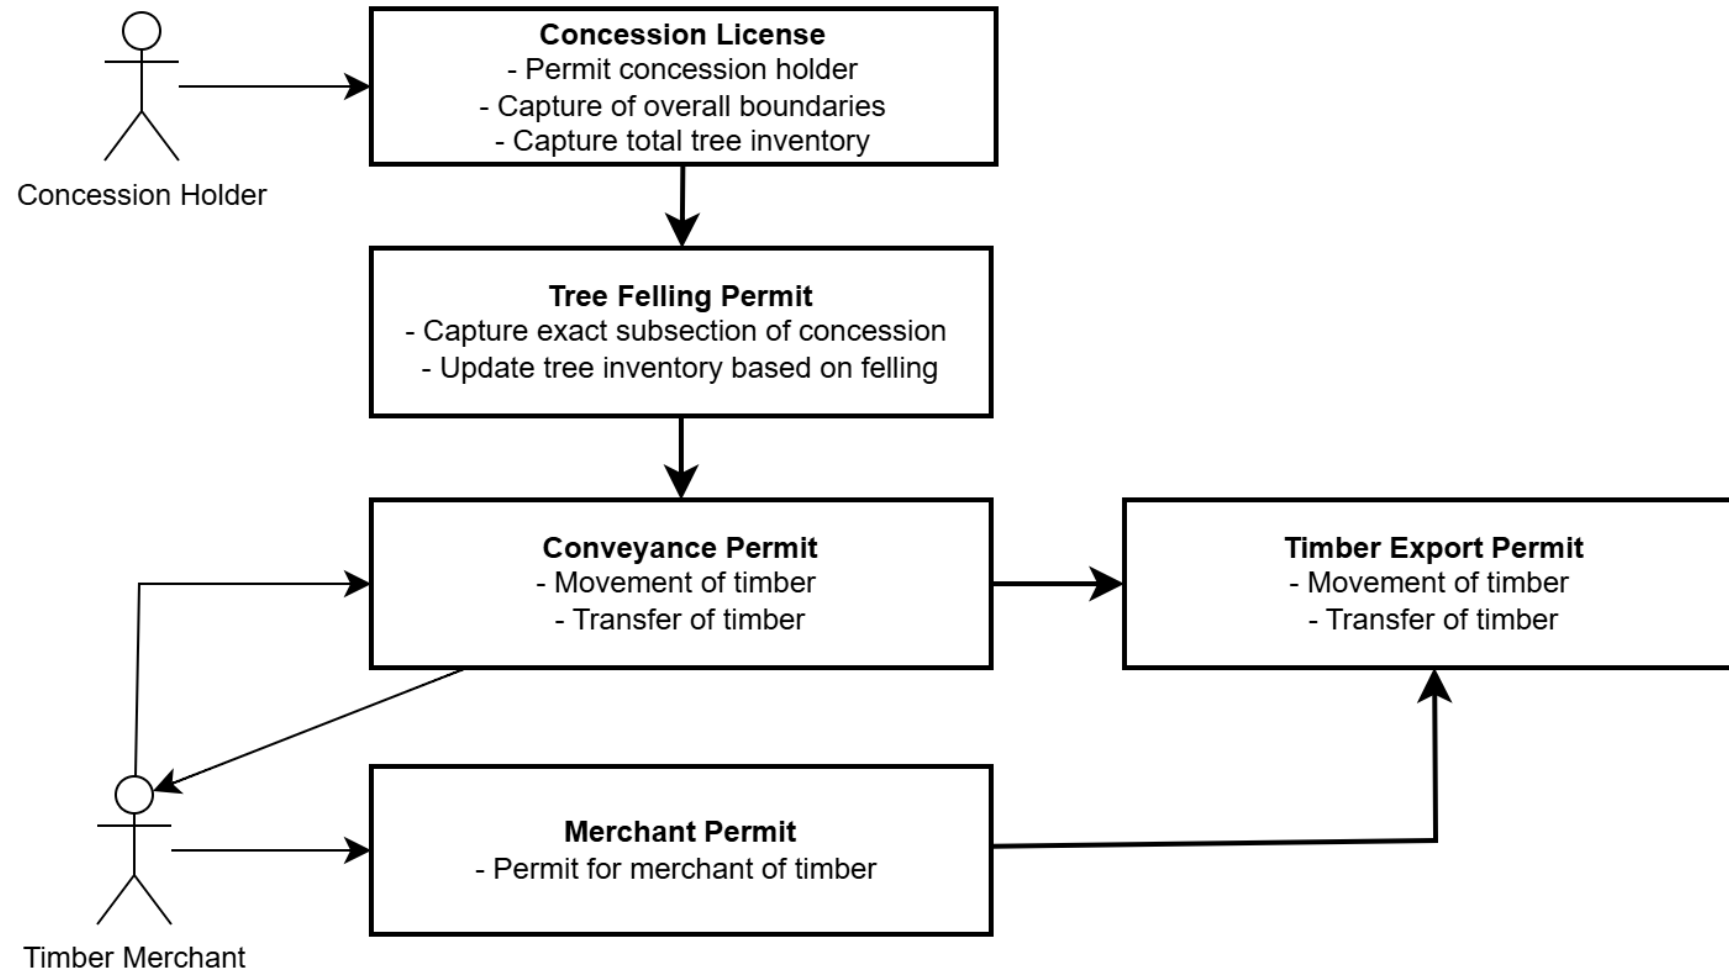 Concession License
- Permit concession holder
- Capture of overall boundaries
- Capture total tree inventory
Concession Holder
Tree Felling Permit
- Capture exact subsection of concession
- Update tree inventory based on felling
Conveyance Permit
- Movement of timber
- Transfer of timber
Timber Export Permit
- Movement of timber
- Transfer of timber
Merchant Permit
- Permit for merchant of timber
Timber Merchant